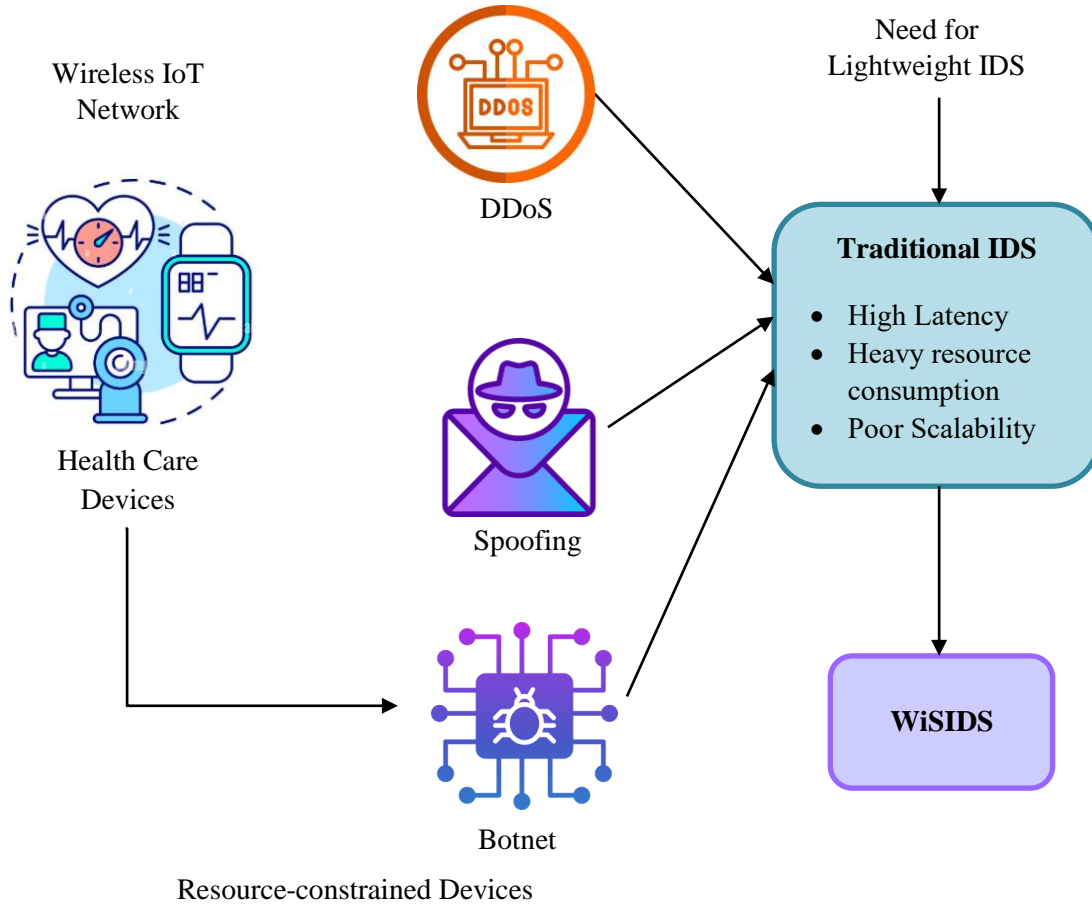 Wireless IoT
Network
Health Care
Devices
DDOS
DDoS
Spoofing
Botnet
Resource-constrained Devices
Need for
Lightweight IDS
Traditional IDS
• High Latency
• Heavy resource
consumption
• Poor Scalability
WiSIDS